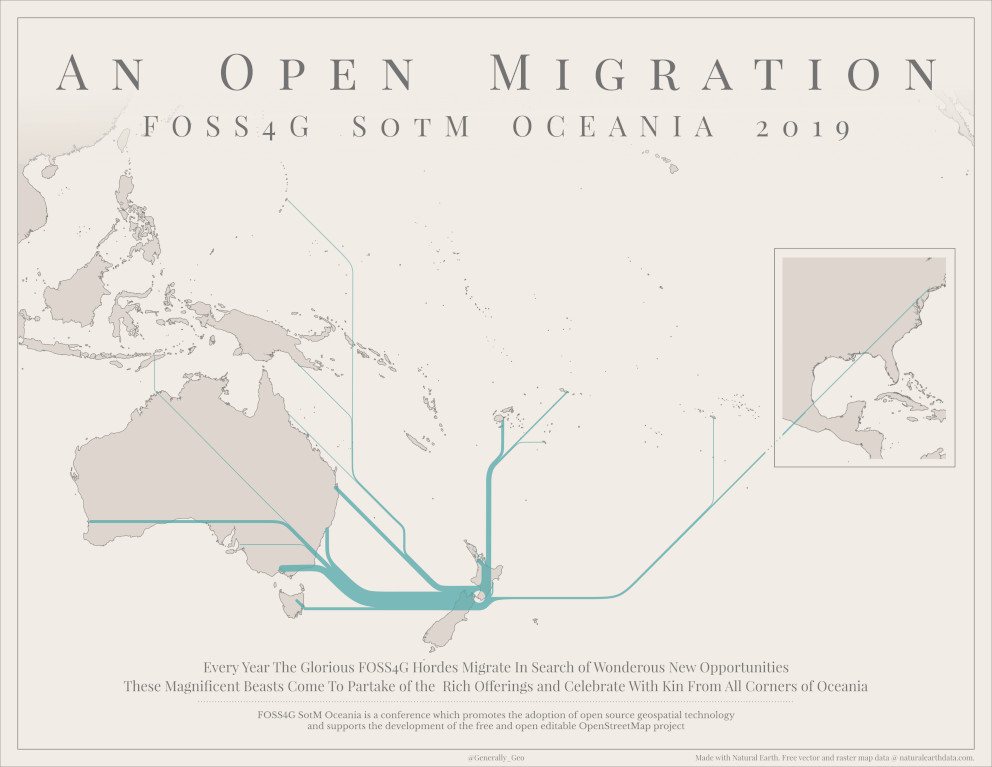 An Open Migration
FOSS4G SotM Oceania 2019
Every Year The Glorious FOSS4G Hordes Migrate In Search of Wonderous New Opportunities
These Magnificent Beasts Come To Partake of the Rich Offerings and Celebrate With Kin From All Corners of Oceania
FOSS4G SotM Oceania is a conference which promotes the adoption of open source geospatial technology
and supports the development of the free and open editable OpenStreetMap project
@Generally_Geo
Made with Natural Earth. Free vector and raster map data @ naturalearthdata.com.